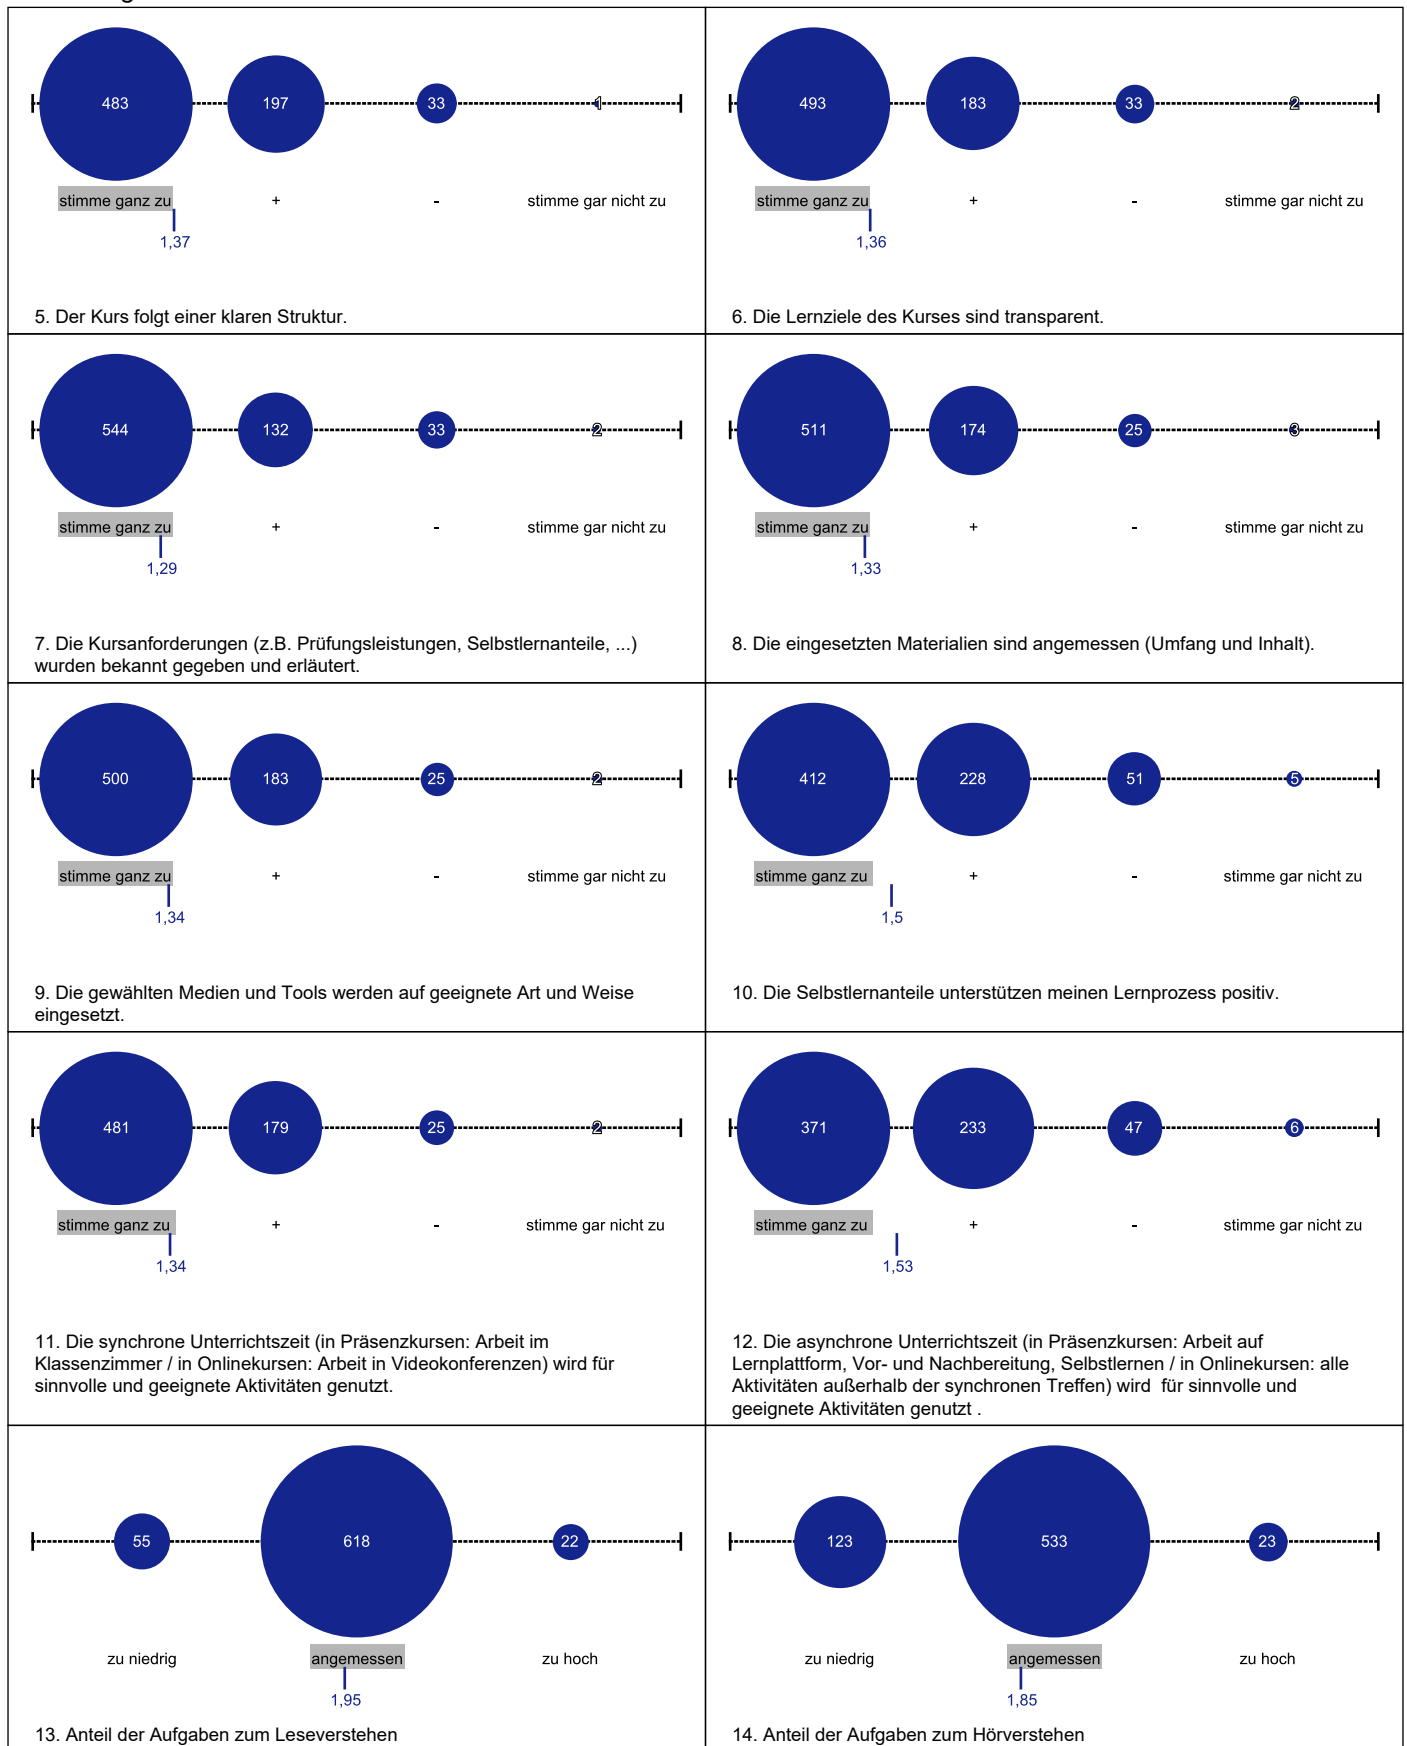 483 197 33 1
stimme ganz zu + - stimme gar nicht zu
1,37
5. Der Kurs folgt einer klaren Struktur.
493 183 33 2
stimme ganz zu + - stimme gar nicht zu
1,36
6. Die Lernziele des Kurses sind transparent.
544 132 33 2
stimme ganz zu + - stimme gar nicht zu
1,29
7. Die Kursanforderungen (z.B. Prüfungsleistungen, Selbstlernanteile, ...)
wurden bekannt gegeben und erläutert.
511 174 25 3
stimme ganz zu + - stimme gar nicht zu
1,33
8. Die eingesetzten Materialien sind angemessen (Umfang und Inhalt).
500 183 25 2
stimme ganz zu + - stimme gar nicht zu
1,34
9. Die gewählten Medien und Tools werden auf geeignete Art und Weise
eingesetzt.
412 228 51 5
stimme ganz zu + - stimme gar nicht zu
1,5
10. Die Selbstlernanteile unterstützen meinen Lernprozess positiv.
481 179 25 2
stimme ganz zu + - stimme gar nicht zu
1,34
11. Die synchrone Unterrichtszeit (in Präsenzkursen: Arbeit im
Klassenzimmer / in Onlinekursen: Arbeit in Videokonferenzen) wird für
sinnvolle und geeignete Aktivitäten genutzt.
371 233 47 6
stimme ganz zu + - stimme gar nicht zu
1,53
12. Die asynchrone Unterrichtszeit (in Präsenzkursen: Arbeit auf
Lernplattform, Vor- und Nachbereitung, Selbstlernen / in Onlinekursen: alle
Aktivitäten außerhalb der synchronen Treffen) wird  für sinnvolle und
geeignete Aktivitäten genutzt .
55 618 22
zu niedrig angemessen zu hoch
1,95
13. Anteil der Aufgaben zum Leseverstehen
123 533 23
zu niedrig angemessen zu hoch
1,85
14. Anteil der Aufgaben zum Hörverstehen